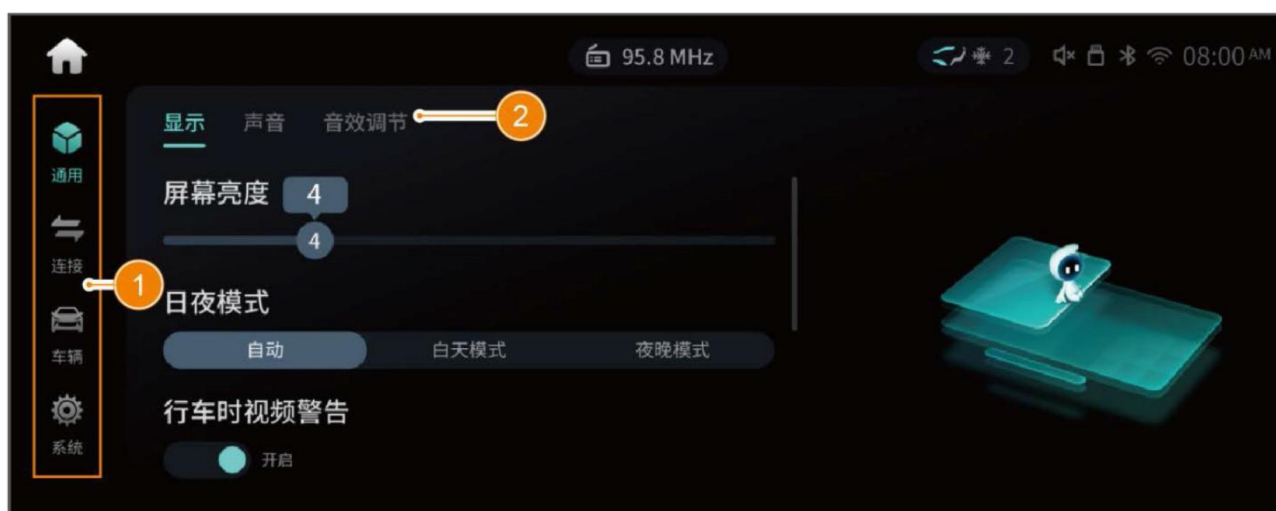 95.8 MHz
2
08:00 AM
显示 声音 音效调节
2
通用
屏幕亮度 4
4
连接
1
日夜模式
自动 白天模式 夜晚模式
车辆
行车时视频警告
系统
开启